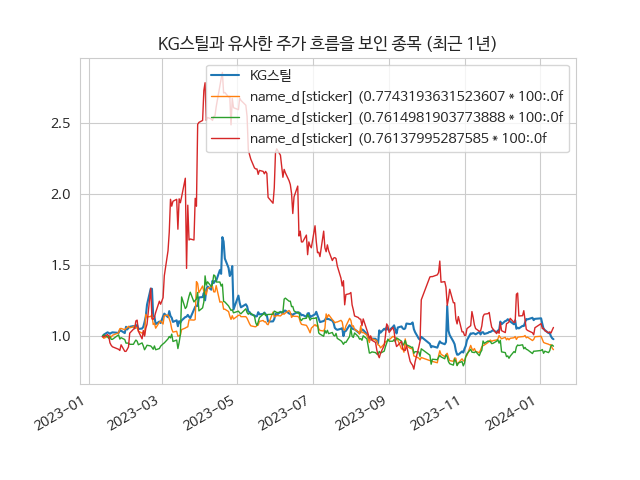 KG스틸과 유사한 주가 흐름을 보인 종목 (최근 1년)
KG스틸
name_d[sticker] (0.7743193631523607 * 100:.0f
name_d[sticker] (0.7614981903773888 * 100:.0f
name_d[sticker] (0.76137995287585 * 100:.0f
2.5
2.0
1.5
1.0
2023-01
2023-03
2023-05
2023-07
2023-09
2023-11
2024-01